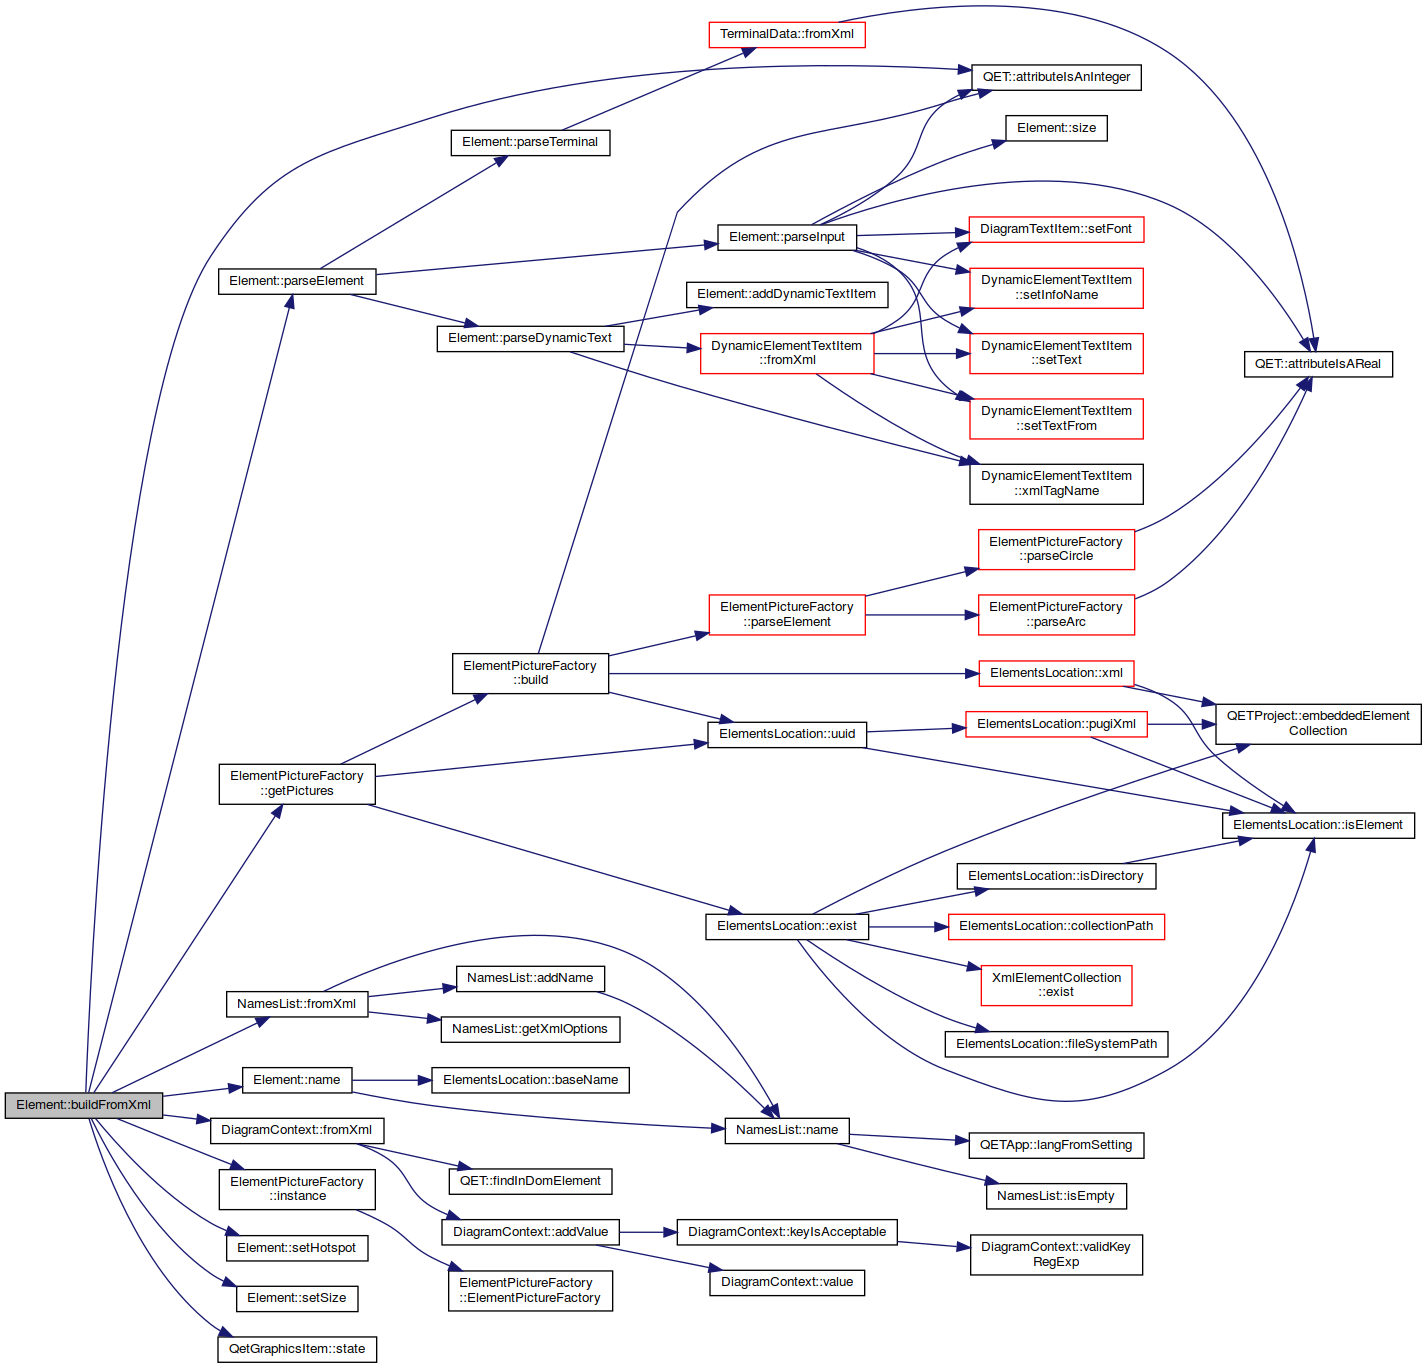 TerminalData::fromXml
QET::attributeIsAnInteger
Element::size
Element::parseTerminal
Element::parseInput
DiagramTextItem::setFont
Element::parseElement
DynamicElementTextItem
::setInfoName
Element::addDynamicTextItem
Element::parseDynamicText
DynamicElementTextItem
::fromXml
DynamicElementTextItem
::setText
QET::attributeIsAReal
DynamicElementTextItem
::setTextFrom
DynamicElementTextItem
::xmlTagName
ElementPictureFactory
::parseCircle
ElementPictureFactory
::parseElement
ElementPictureFactory
::parseArc
ElementPictureFactory
::build
ElementsLocation::xml
ElementsLocation::uuid
ElementsLocation::pugiXml
QETProject::embeddedElement
Collection
ElementPictureFactory
::getPictures
ElementsLocation::isElement
ElementsLocation::isDirectory
ElementsLocation::exist
ElementsLocation::collectionPath
XmlElementCollection
::exist
NamesList::fromXml
NamesList::addName
NamesList::getXmlOptions
ElementsLocation::fileSystemPath
Element::name
ElementsLocation::baseName
Element::buildFromXml
DiagramContext::fromXml
NamesList::name
QETApp::langFromSetting
ElementPictureFactory
::instance
QET::findInDomElement
NamesList::isEmpty
DiagramContext::addValue
DiagramContext::keyIsAcceptable
Element::setHotspot
DiagramContext::validKey
RegExp
ElementPictureFactory
::ElementPictureFactory
DiagramContext::value
Element::setSize
QetGraphicsItem::state